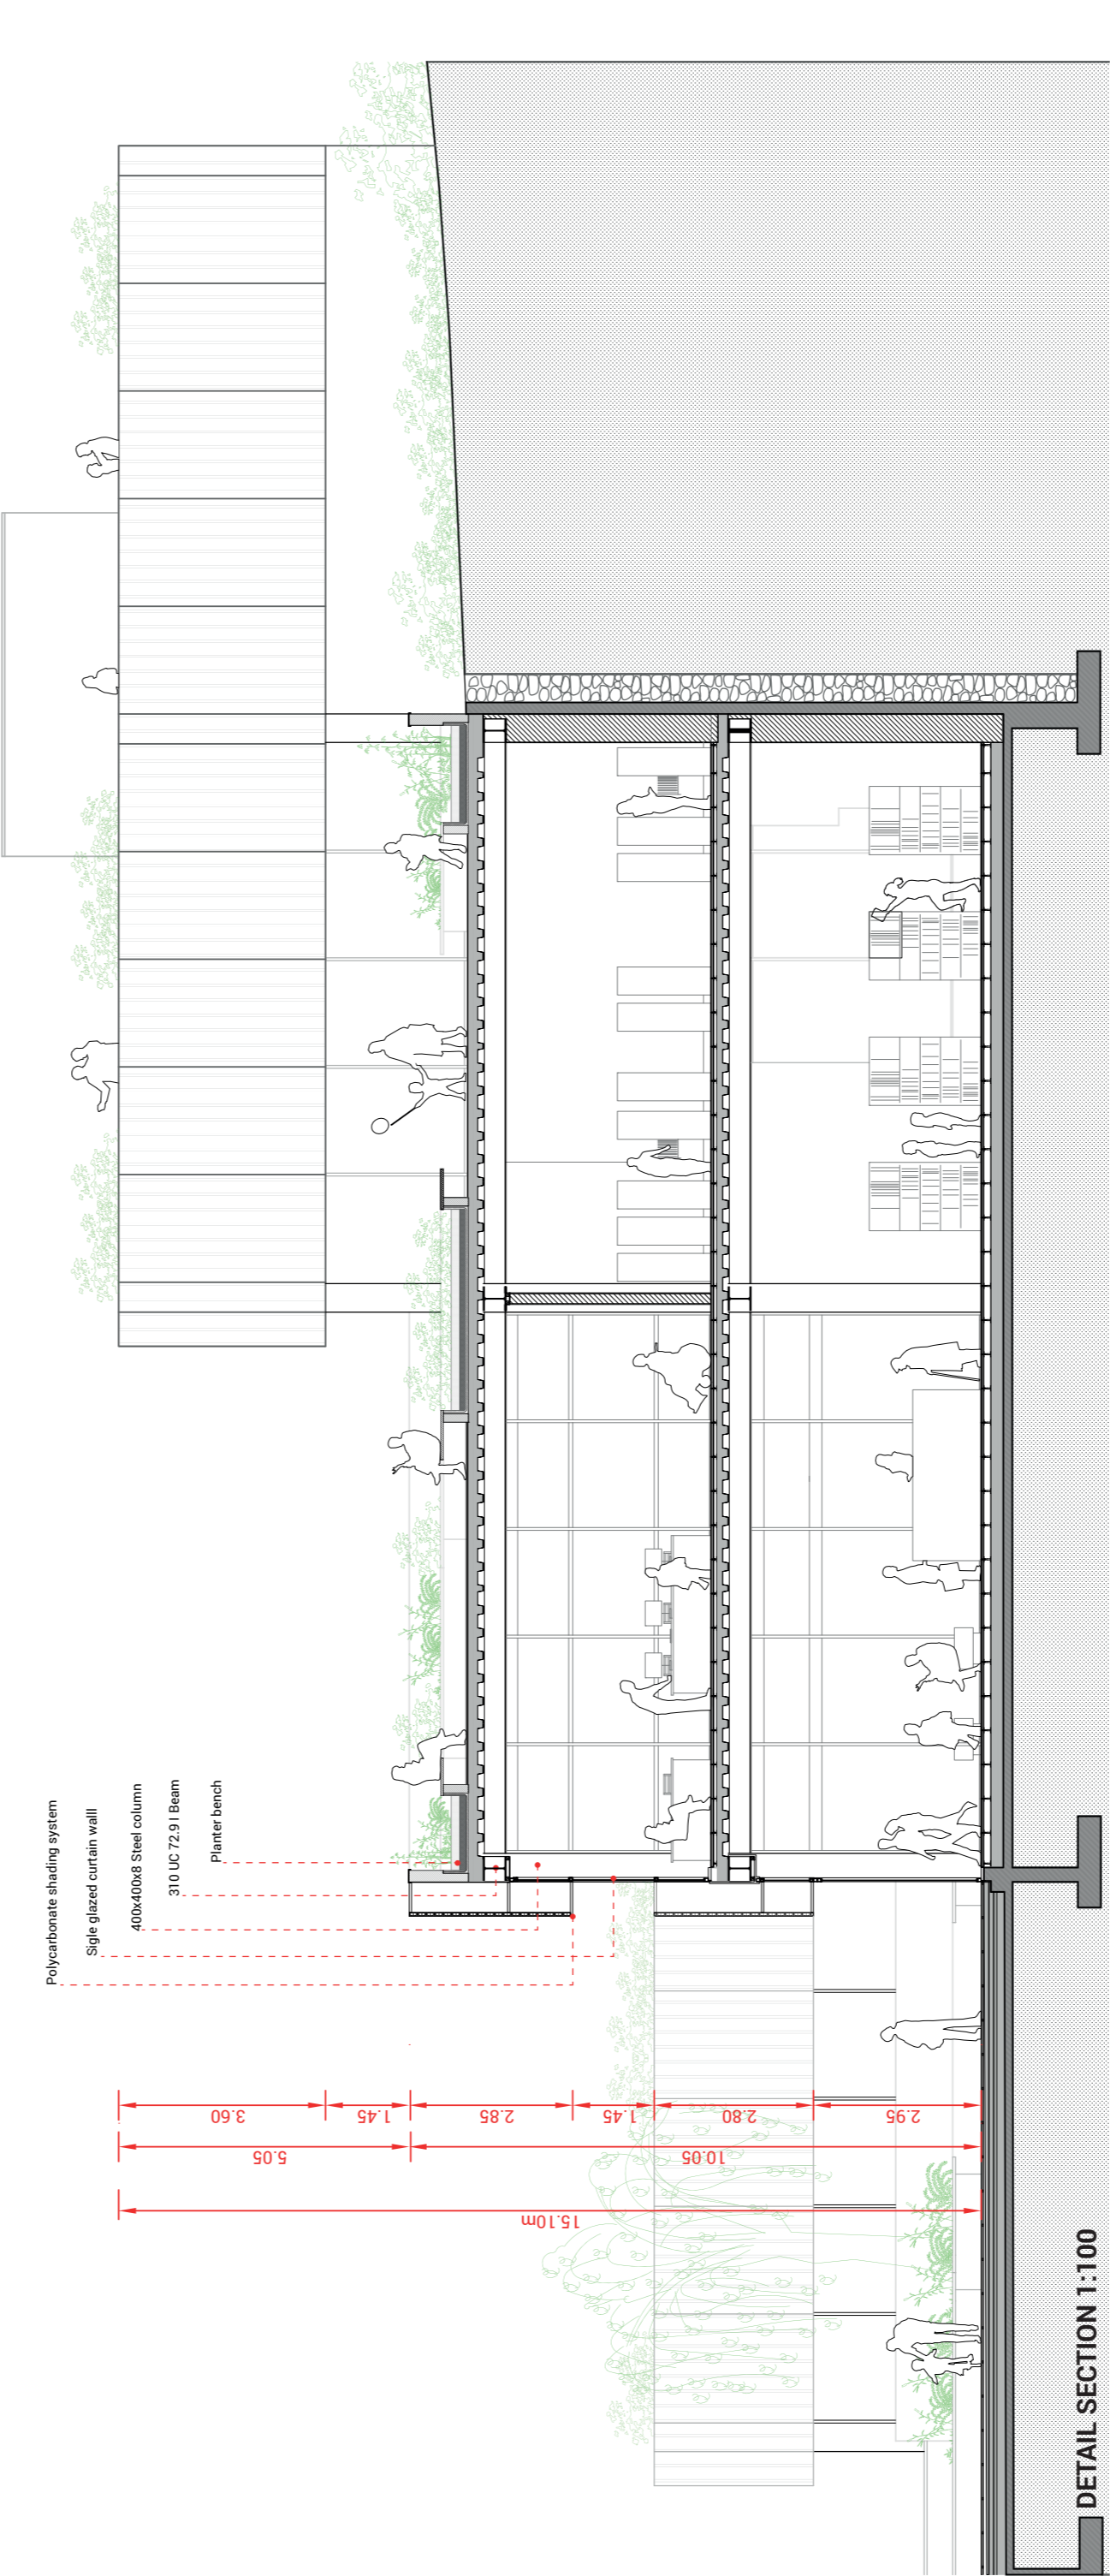 Polycarbonate shading system
Sigle glazed curtain walll
400x400x8 Steel column
310 UC 72.9 I Beam
Planter bench
3.60
1.45
2.85
1.45
2.80
2.95
5.05
10.05
15.10m
DETAIL SECTION 1:100